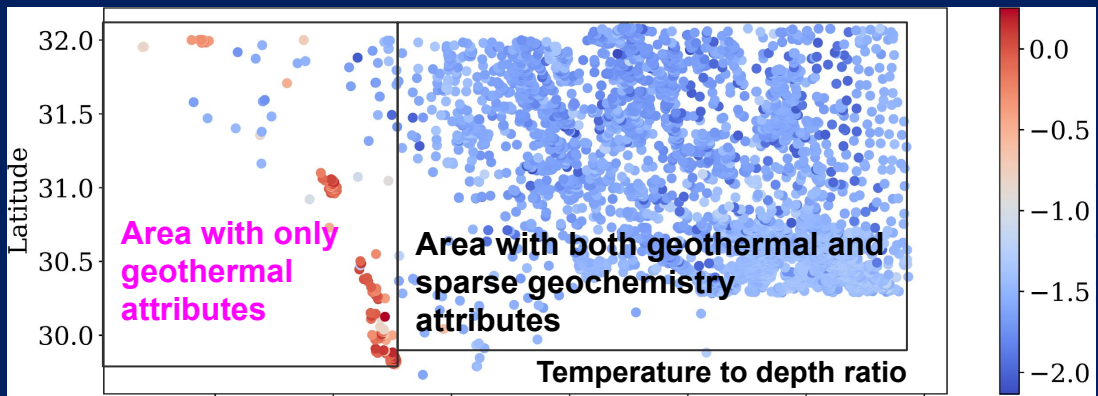 32.0
31.5
31.0
30.5
30.0
Latitude
Area with only
geothermal
attributes
Area with both geothermal and
sparse geochemistry
attributes
Temperature to depth ratio
0.0
−0.5
−1.0
−1.5
−2.0